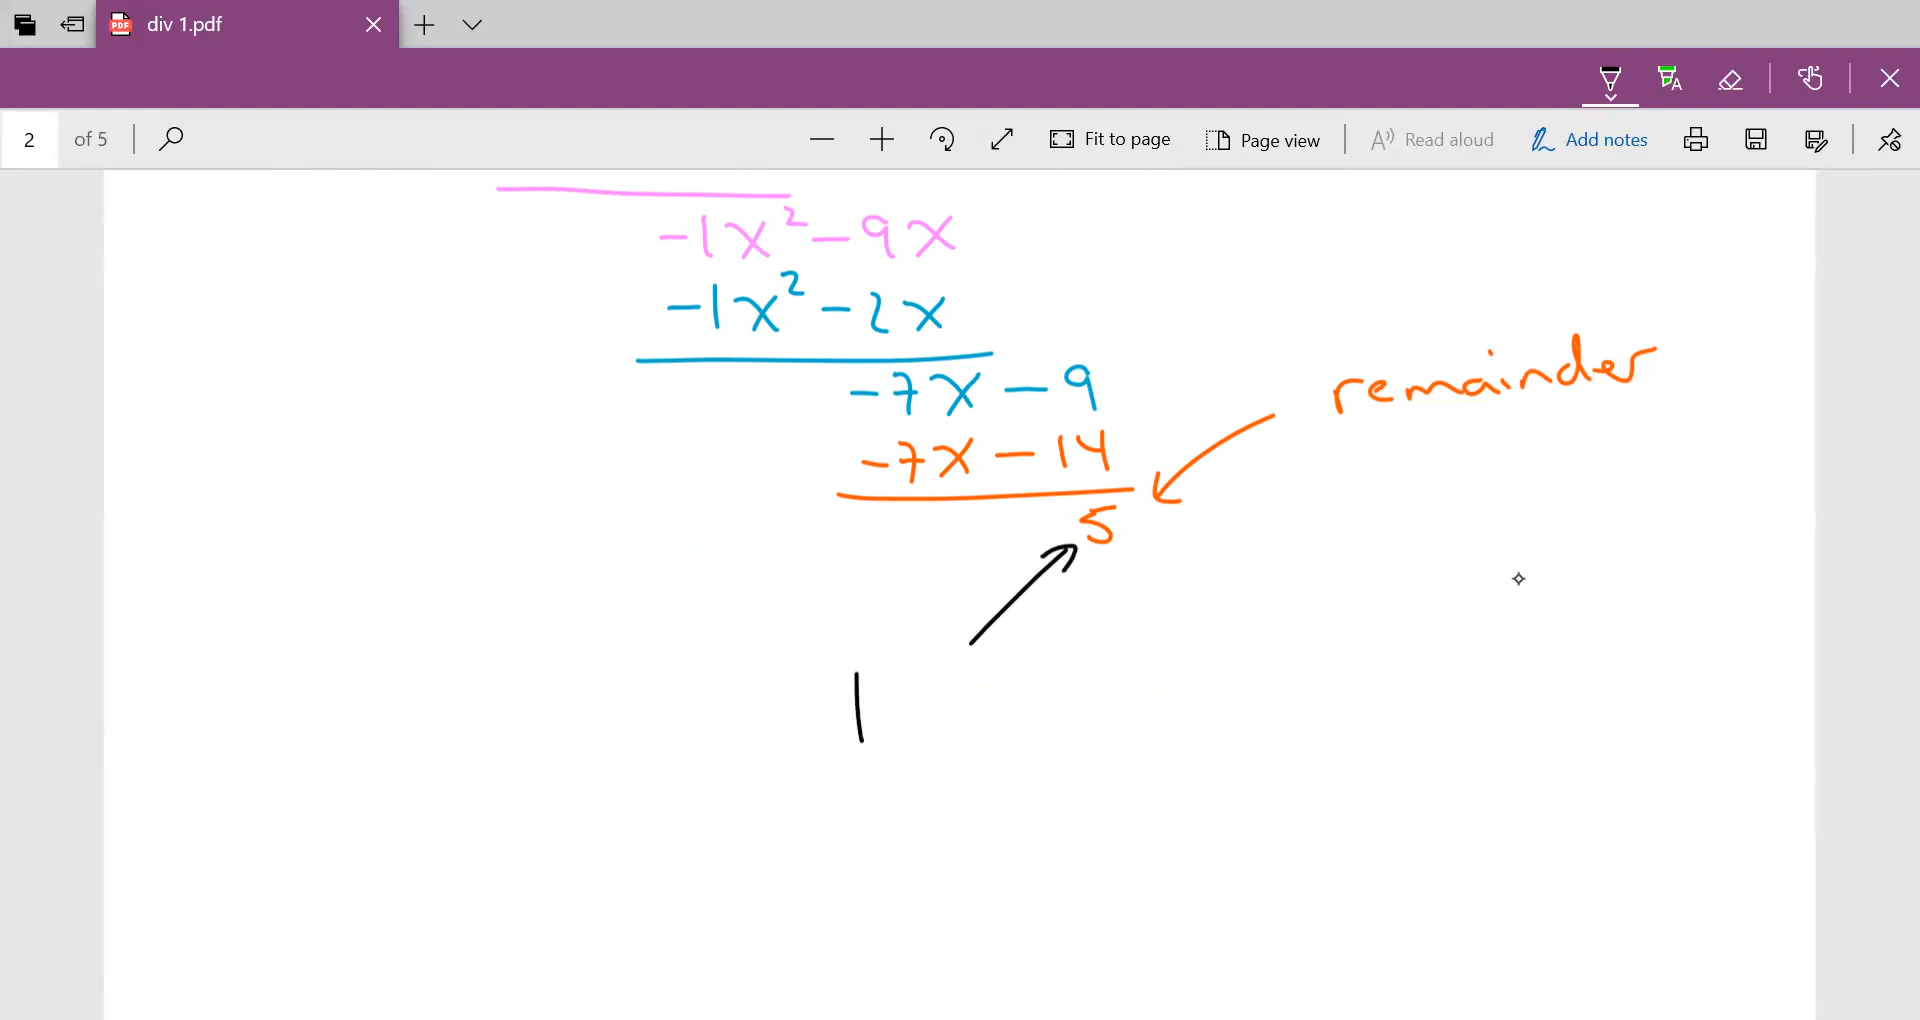 div 1.pdf
2 of 5 Fit to page Page view Read aloud Add notes
-1x² - 9x
-1x² - 2x
-7x - 9
remainder
-7x - 14
5